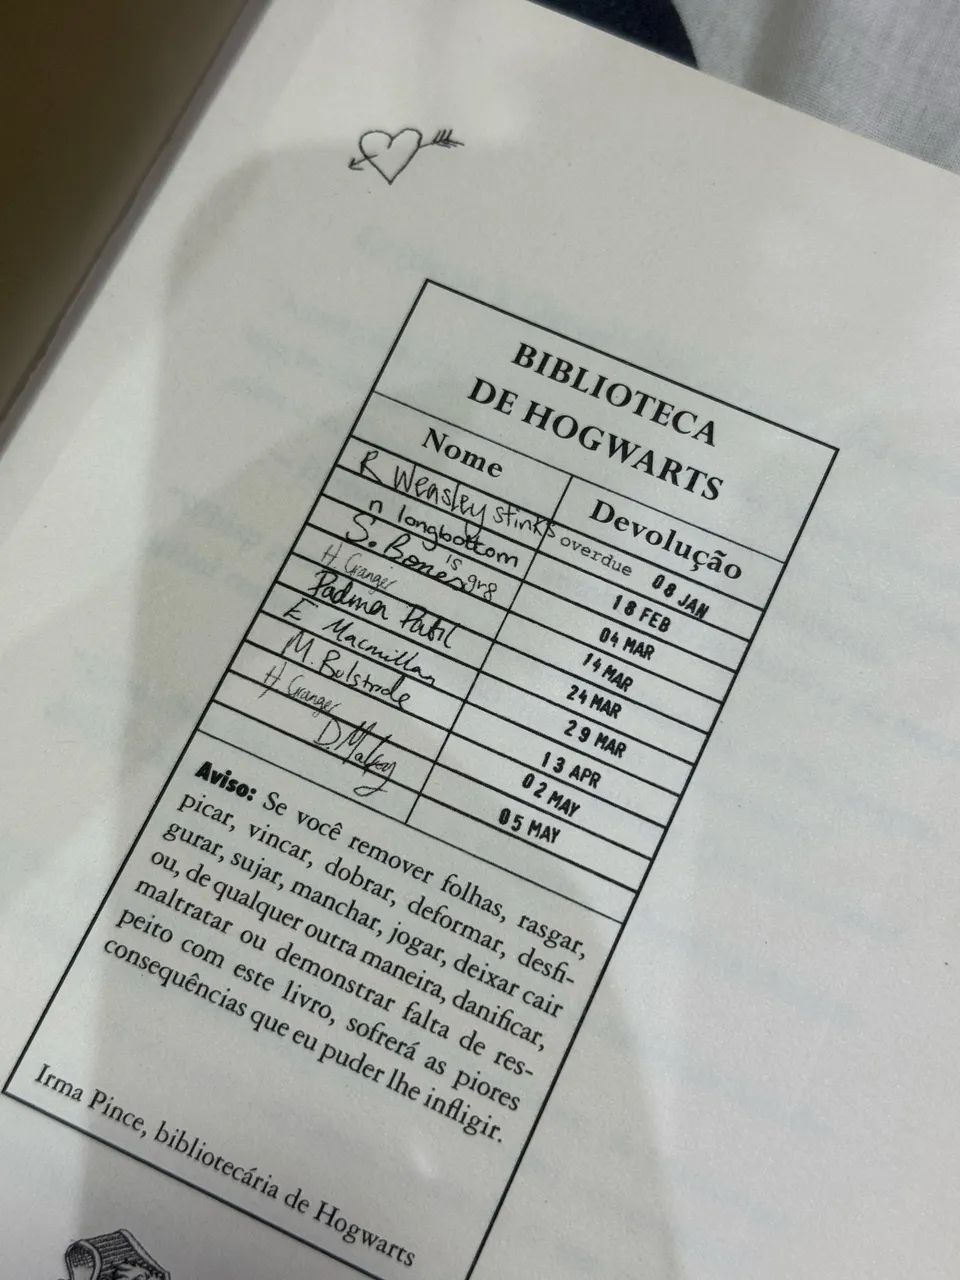 BIBLIOTECA
DE HOGWARTS
Nome Devolução
R Weasley stinks overdue 08 JAN
n longbottom 18 FEB
S. Bones is gr8 04 MAR
H. Granger 14 MAR
Padma Patil 24 MAR
E Macmillan 29 MAR
M. Bulstrode 13 APR
H. Granger 02 MAY
D. Malfoy 05 MAY
Aviso: Se você remover folhas, rasgar,
picar, vincar, dobrar, deformar, desfi-
gurar, sujar, manchar, jogar, deixar cair
ou, de qualquer outra maneira, danificar,
maltratar ou demonstrar falta de res-
peito com este livro, sofrerá as piores
consequências que eu puder lhe infligir.
Irma Pince, bibliotecária de Hogwarts